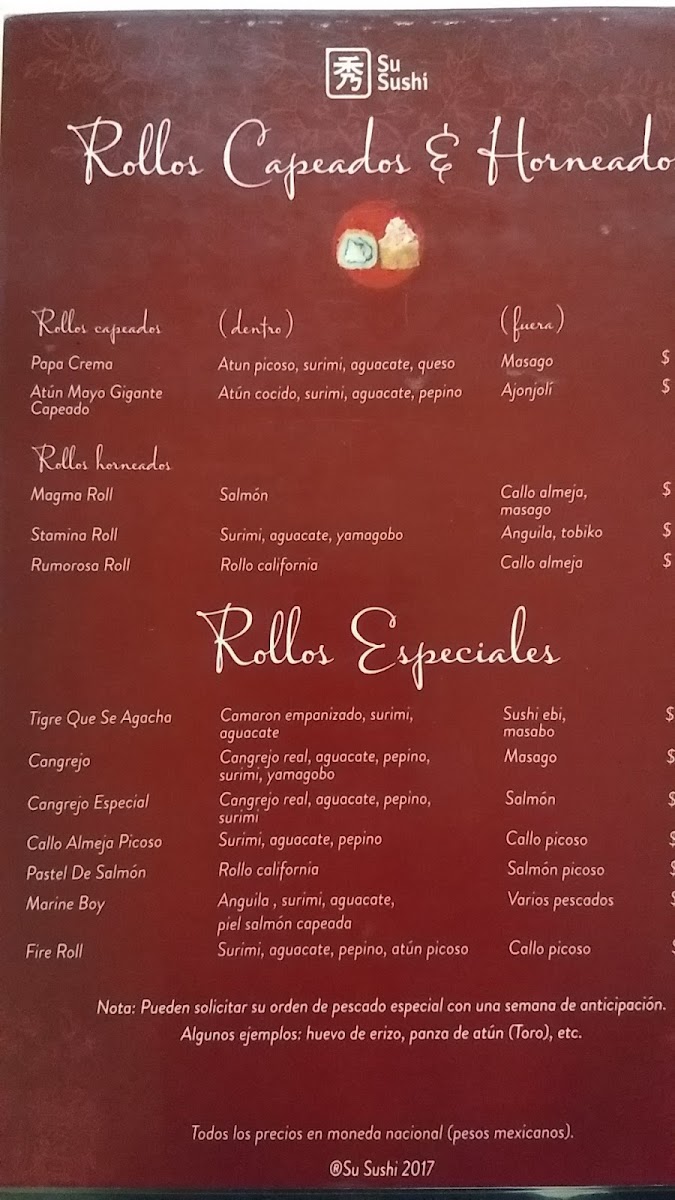 秀 Su
Sushi
Rollos Capeados & Horneado
Rollos capeados (dentro) (fuera)
Papa Crema Atun picoso, surimi, aguacate, queso Masago $
Atún Mayo Gigante Atún cocido, surimi, aguacate, pepino Ajonjolí $
Capeado
Rollos horneados
Magma Roll Salmón Callo almeja, $
masago
Stamina Roll Surimi, aguacate, yamagobo Anguila, tobiko $
Rumorosa Roll Rollo california Callo almeja $
Rollos Especiales
Tigre Que Se Agacha Camaron empanizado, surimi, Sushi ebi, $
aguacate masabo
Cangrejo Cangrejo real, aguacate, pepino, Masago $
surimi, yamagobo
Cangrejo Especial Cangrejo real, aguacate, pepino, Salmón $
surimi
Callo Almeja Picoso Surimi, aguacate, pepino Callo picoso $
Pastel De Salmón Rollo california Salmón picoso $
Marine Boy Anguila , surimi, aguacate, Varios pescados $
piel salmón capeada
Fire Roll Surimi, aguacate, pepino, atún picoso Callo picoso $
Nota: Pueden solicitar su orden de pescado especial con una semana de anticipación.
Algunos ejemplos: huevo de erizo, panza de atún (Toro), etc.
Todos los precios en moneda nacional (pesos mexicanos).
®Su Sushi 2017